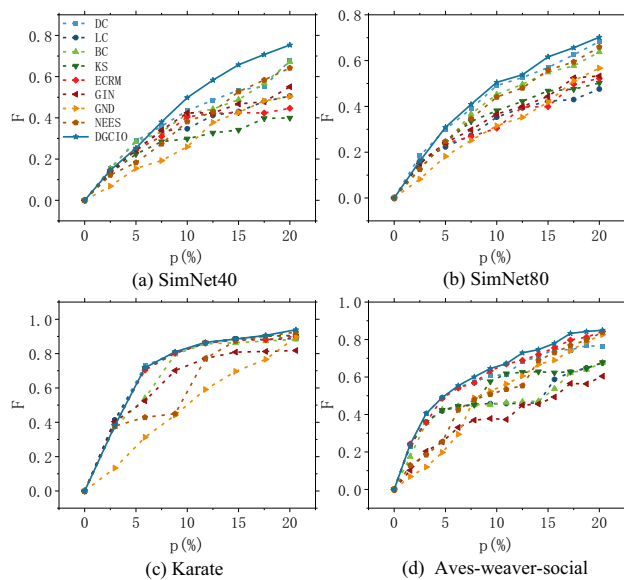 F
0.8
0.6
0.4
0.2
0.0
DC
LC
BC
KS
ECRM
GIN
GND
NEES
DGCIO
0 5 10 15 20
p(%)
(a) SimNet40
F
0.8
0.6
0.4
0.2
0.0
0 5 10 15 20
p(%)
(b) SimNet80
F
1.0
0.8
0.6
0.4
0.2
0.0
0 5 10 15 20
p(%)
(c) Karate
F
1.0
0.8
0.6
0.4
0.2
0.0
0 5 10 15 20
p(%)
(d) Aves-weaver-social